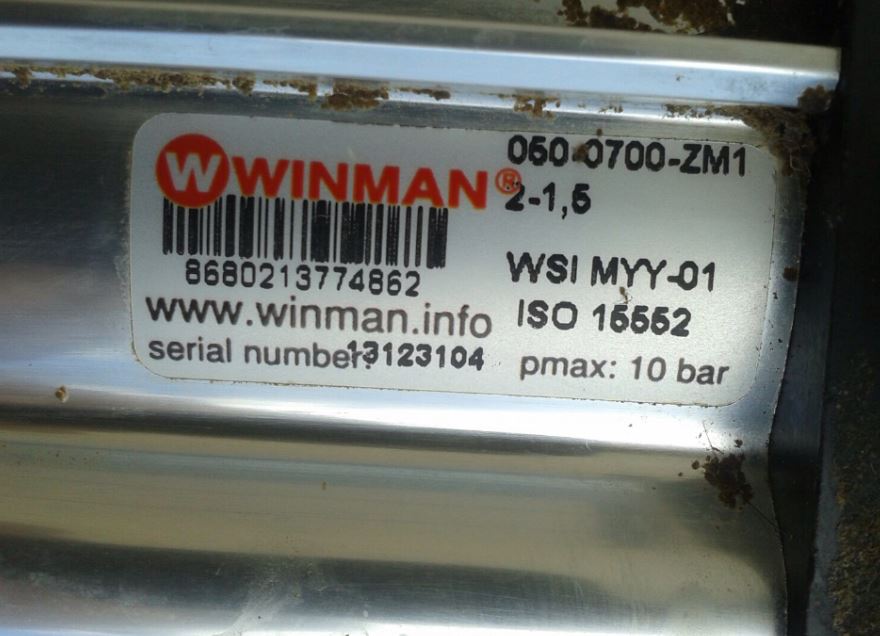 W WINMAN®
8680213774862
www.winman.info
serial number: 13123104
050-0700-ZM1
2-1,5
WSI MYY-01
ISO 15552
pmax: 10 bar